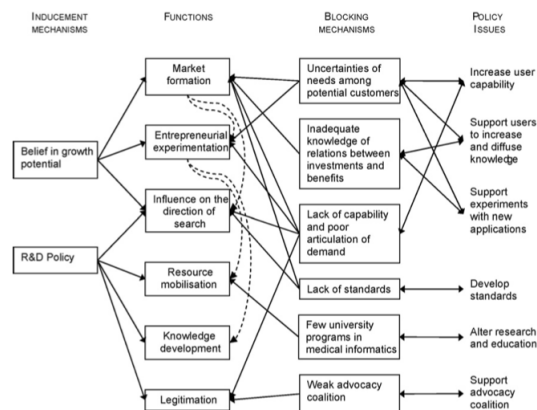 INDUCEMENT
MECHANISMS
FUNCTIONS
BLOCKING
MECHANISMS
POLICY
ISSUES
Belief in growth
potential
R&D Policy
Market
formation
Entrepreneurial
experimentation
Influence on the
direction of
search
Resource
mobilisation
Knowledge
development
Legitimation
Uncertainties of
needs among
potential customers
Inadequate
knowledge of
relations between
investments and
benefits
Lack of capability
and poor
articulation of
demand
Lack of standards
Few university
programs in
medical informatics
Weak advocacy
coalition
Increase user
capability
Support users
to increase
and diffuse
knowledge
Support
experiments
with new
applications
Develop
standards
Alter research
and education
Support
advocacy
coalition